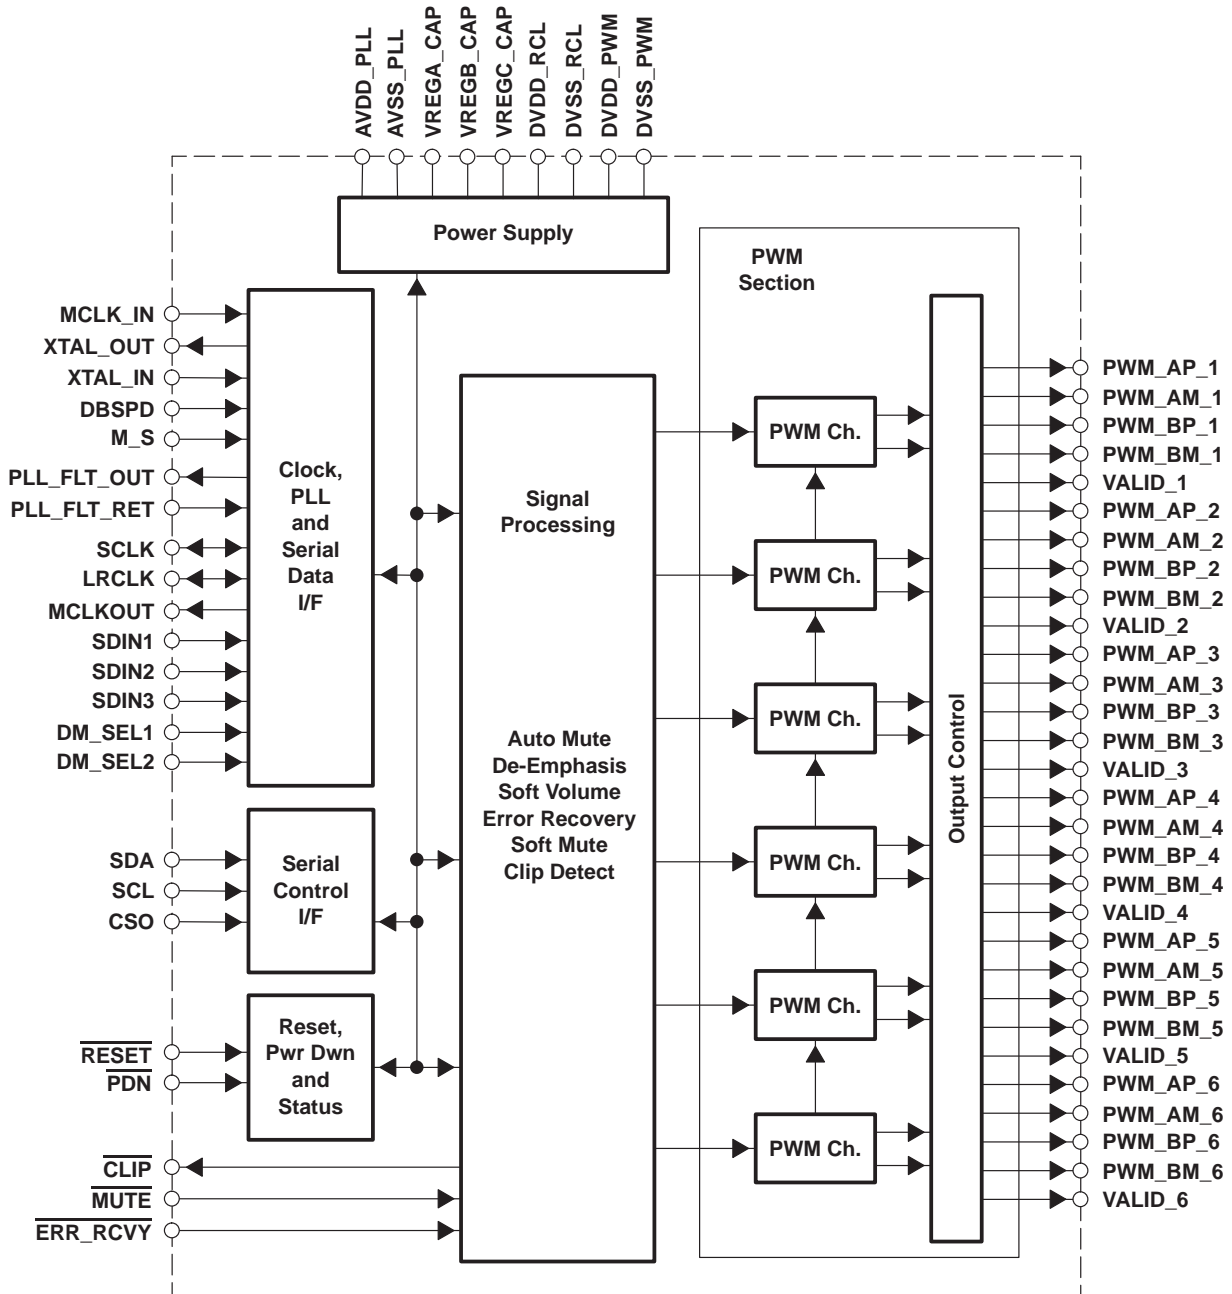 AVDD_PLL
AVSS_PLL
VREGA_CAP
VREGB_CAP
VREGC_CAP
DVDD_RCL
DVSS_RCL
DVDD_PWM
DVSS_PWM
Power Supply
PWM
Section
MCLK_IN
XTAL_OUT
XTAL_IN
DBSPD
M_S
PLL_FLT_OUT
PLL_FLT_RET
SCLK
LRCLK
MCLKOUT
SDIN1
SDIN2
SDIN3
DM_SEL1
DM_SEL2
Clock,
PLL
and
Serial
Data
I/F
SDA
SCL
CSO
Serial
Control
I/F
RESET
PDN
Reset,
Pwr Dwn
and
Status
CLIP
MUTE
ERR_RCVY
Signal
Processing
Auto Mute
De-Emphasis
Soft Volume
Error Recovery
Soft Mute
Clip Detect
PWM Ch.
PWM Ch.
PWM Ch.
PWM Ch.
PWM Ch.
PWM Ch.
Output Control
PWM_AP_1
PWM_AM_1
PWM_BP_1
PWM_BM_1
VALID_1
PWM_AP_2
PWM_AM_2
PWM_BP_2
PWM_BM_2
VALID_2
PWM_AP_3
PWM_AM_3
PWM_BP_3
PWM_BM_3
VALID_3
PWM_AP_4
PWM_AM_4
PWM_BP_4
PWM_BM_4
VALID_4
PWM_AP_5
PWM_AM_5
PWM_BP_5
PWM_BM_5
VALID_5
PWM_AP_6
PWM_AM_6
PWM_BP_6
PWM_BM_6
VALID_6